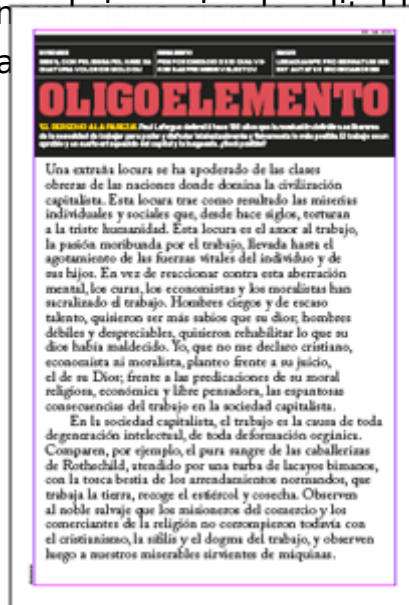 OLIGOELEMENTO
"EL DERECHO A LA PEREZA". Paul Lafargue defendió hace 150 años que la
Una extraña locura se ha apoderado de las clases
obreras de las naciones donde domina la civilización
capitalista. Esta locura trae como resultado las miserias
individuales y sociales que, desde hace siglos, torturan
a la triste humanidad. Esta locura es el amor al trabajo,
la pasión moribunda por el trabajo, llevada hasta el
agotamiento de las fuerzas vitales del individuo y de
sus hijos. En vez de reaccionar contra esta aberración
mental, los curas, los economistas y los moralistas han
sacralizado el trabajo. Hombres ciegos y de escaso
talento, quisieron ser más sabios que su dios; hombres
débiles y despreciables, quisieron rehabilitar lo que su
dios había maldecido. Yo, que no me declaro cristiano,
economista ni moralista, planteo frente a su juicio,
el de su Dios; frente a las predicaciones de su moral
religiosa, económica y libre pensadora, las espantosas
consecuencias del trabajo en la sociedad capitalista.
En la sociedad capitalista, el trabajo es la causa de toda
degeneración intelectual, de toda deformación orgánica.
Comparen, por ejemplo, el pura sangre de las caballerizas
de Rothschild, atendido por una turba de lacayos bimanos,
con la tosca bestia de los arrendamientos normandos, que
trabaja la tierra, recoge el estiércol y cosecha. Observen
al noble salvaje que los misioneros del comercio y los
comerciantes de la religión no corrompieron todavía con
el cristianismo, la sífilis y el dogma del trabajo, y observen
luego a nuestros miserables sirvientes de máquinas.